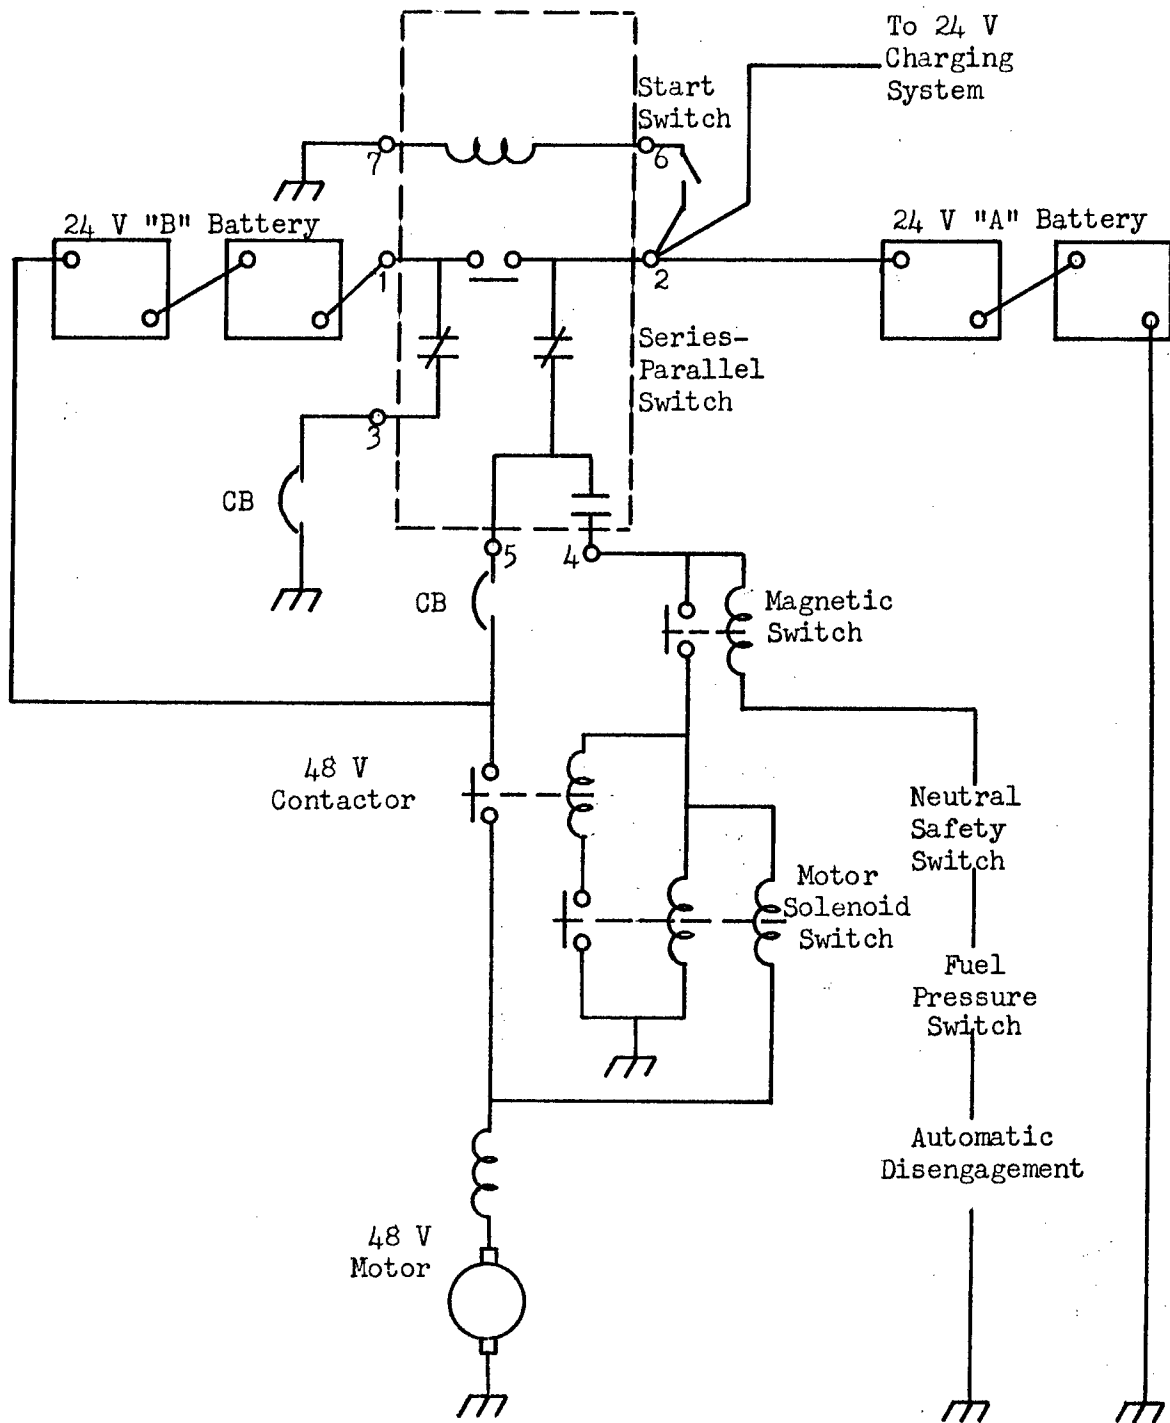 To 24 V
Charging
System
Start
Switch
7
6
24 V "B" Battery
24 V "A" Battery
1
2
Series-
Parallel
Switch
3
CB
5
4
CB
Magnetic
Switch
48 V
Contactor
Neutral
Safety
Switch
Motor
Solenoid
Switch
Fuel
Pressure
Switch
Automatic
Disengagement
48 V
Motor